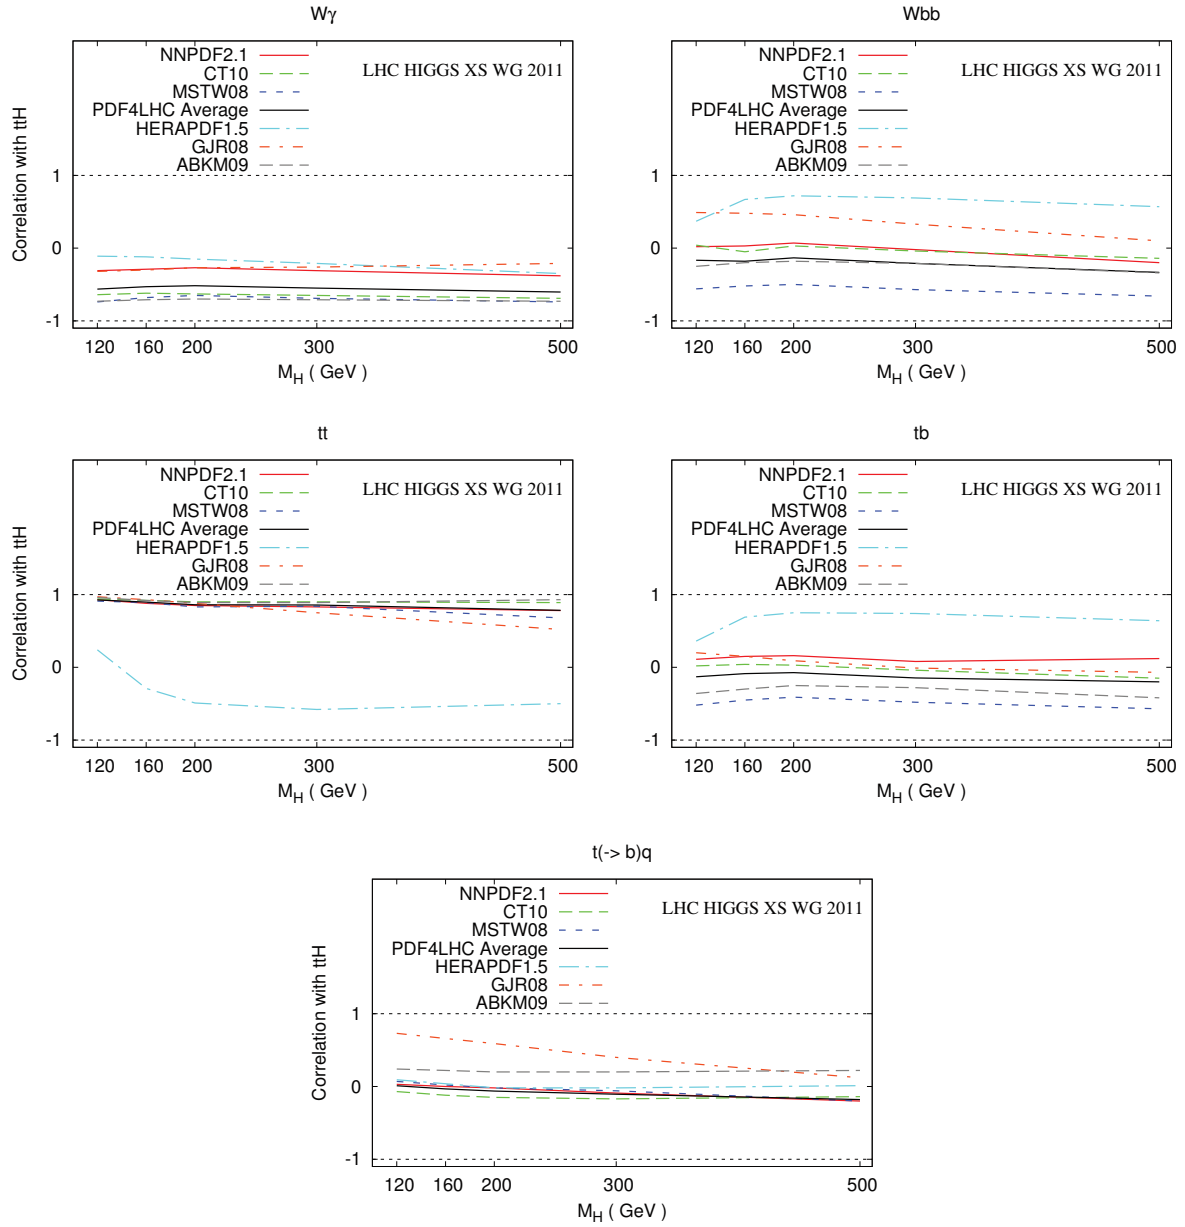 Wγ
NNPDF2.1
CT10
MSTW08
PDF4LHC Average
HERAPDF1.5
GJR08
ABKM09
LHC HIGGS XS WG 2011
Correlation with ttH
1
0
-1
120 160 200 300 500
M_H ( GeV )
Wbb
NNPDF2.1
CT10
MSTW08
PDF4LHC Average
HERAPDF1.5
GJR08
ABKM09
LHC HIGGS XS WG 2011
Correlation with ttH
1
0
-1
120 160 200 300 500
M_H ( GeV )
tt
NNPDF2.1
CT10
MSTW08
PDF4LHC Average
HERAPDF1.5
GJR08
ABKM09
LHC HIGGS XS WG 2011
Correlation with ttH
1
0
-1
120 160 200 300 500
M_H ( GeV )
tb
NNPDF2.1
CT10
MSTW08
PDF4LHC Average
HERAPDF1.5
GJR08
ABKM09
LHC HIGGS XS WG 2011
Correlation with ttH
1
0
-1
120 160 200 300 500
M_H ( GeV )
t(-> b)q
NNPDF2.1
CT10
MSTW08
PDF4LHC Average
HERAPDF1.5
GJR08
ABKM09
LHC HIGGS XS WG 2011
Correlation with ttH
1
0
-1
120 160 200 300 500
M_H ( GeV )